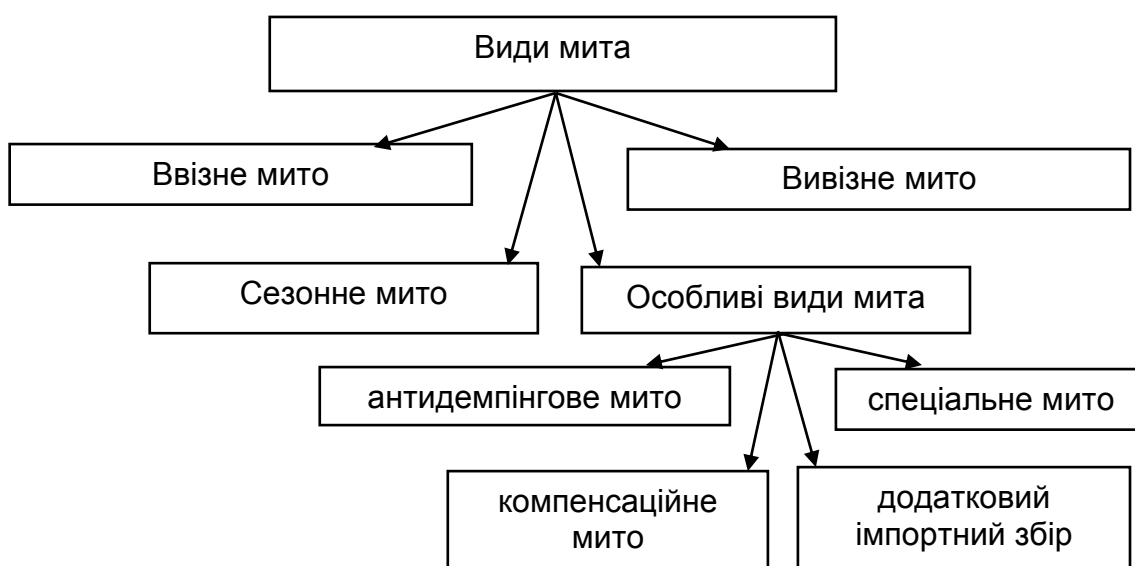 Види мита
Ввізне мито
Вивізне мито
Сезонне мито
Особливі види мита
антидемпінгове мито
спеціальне мито
компенсаційне
мито
додатковий
імпортний збір